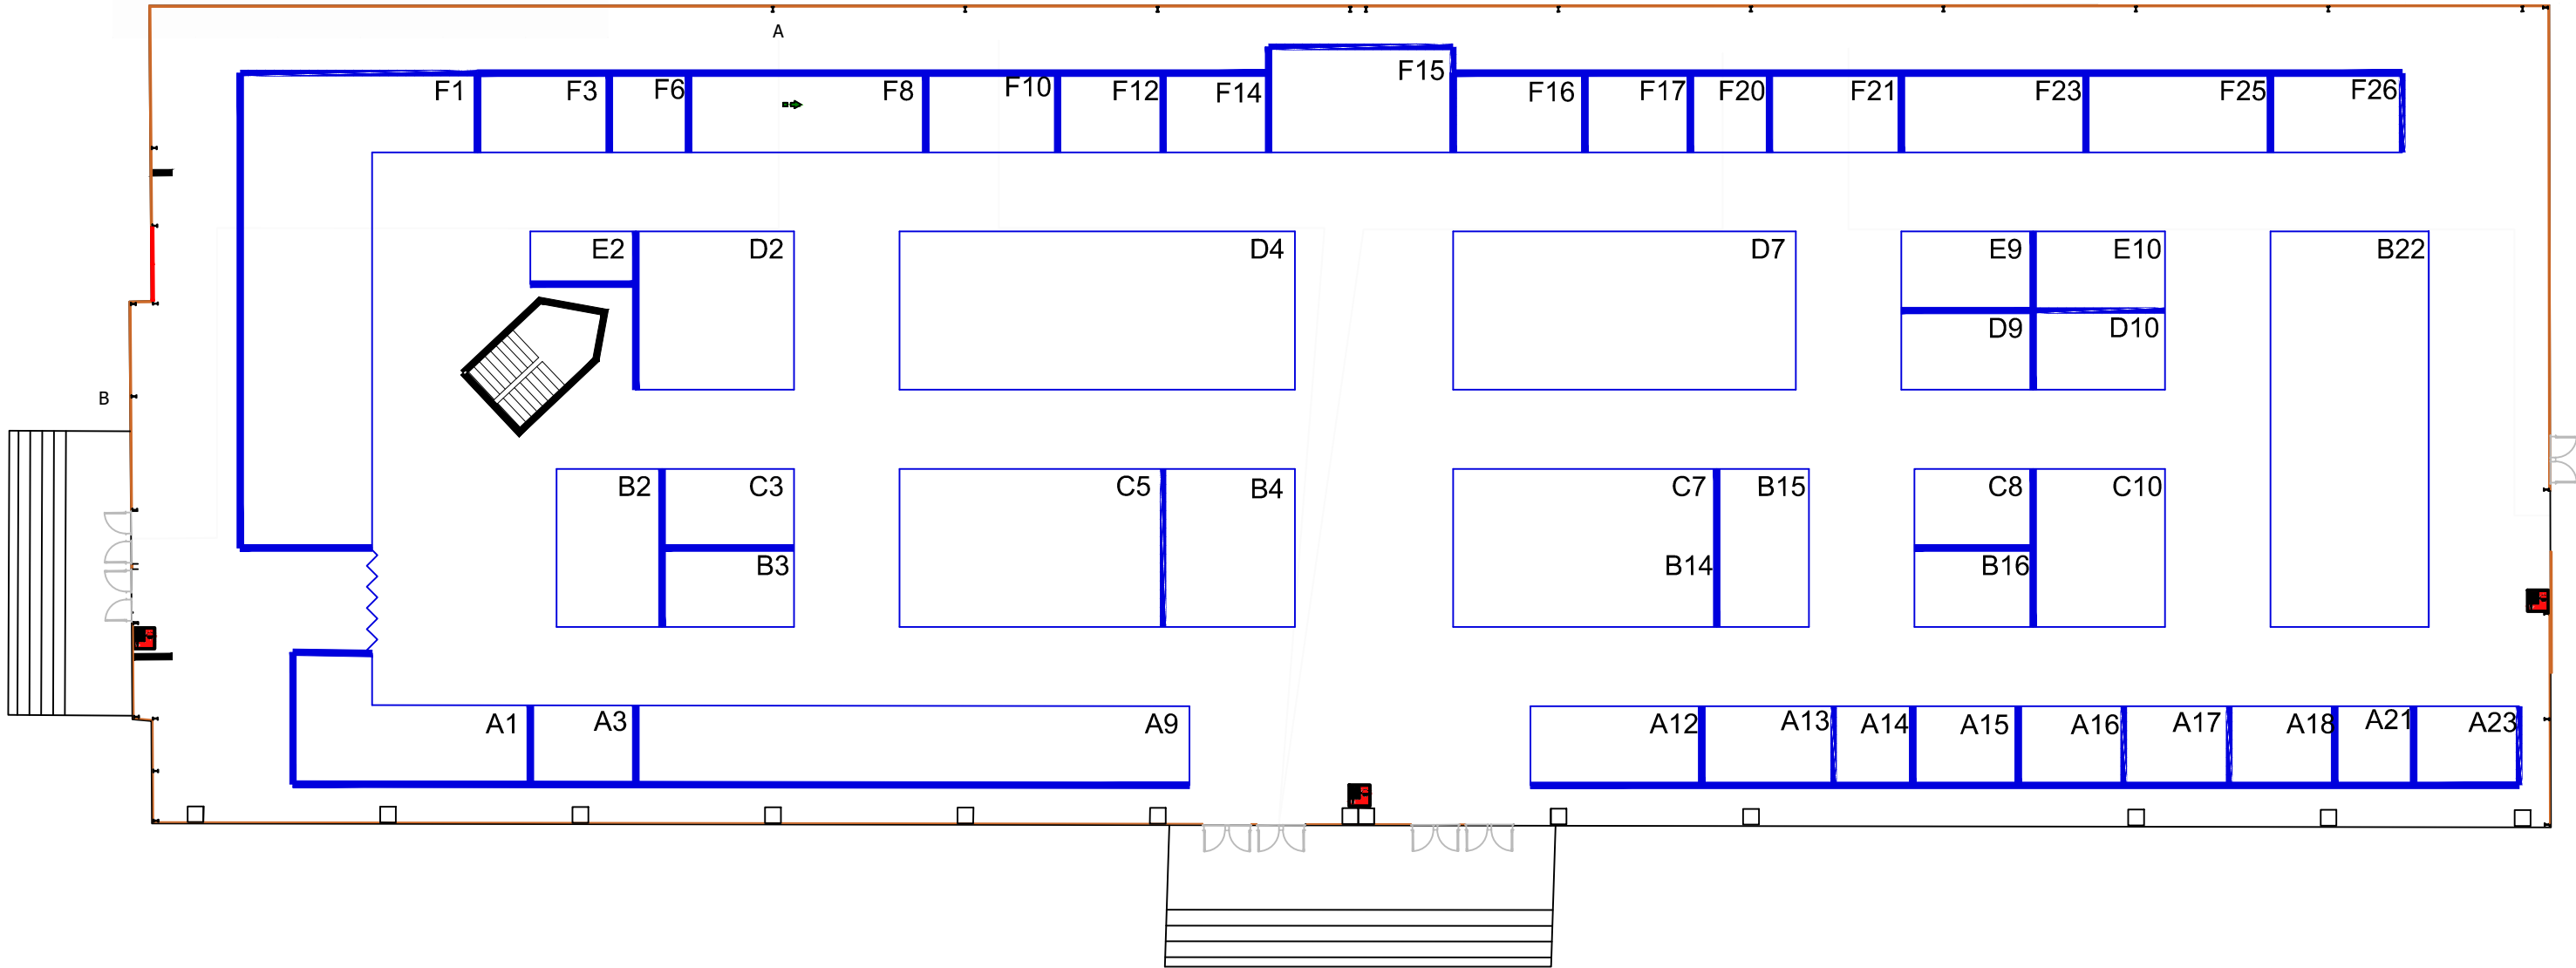 A
F1 F3 F6 F8 F10 F12 F14 F15 F16 F17 F20 F21 F23 F25 F26
E2 D2 D4 D7 E9 E10 B22
D9 D10
B
B2 C3 C5 B4 C7 B15 C8 C10
B3 B14 B16
A1 A3 A9 A12 A13 A14 A15 A16 A17 A18 A21 A23